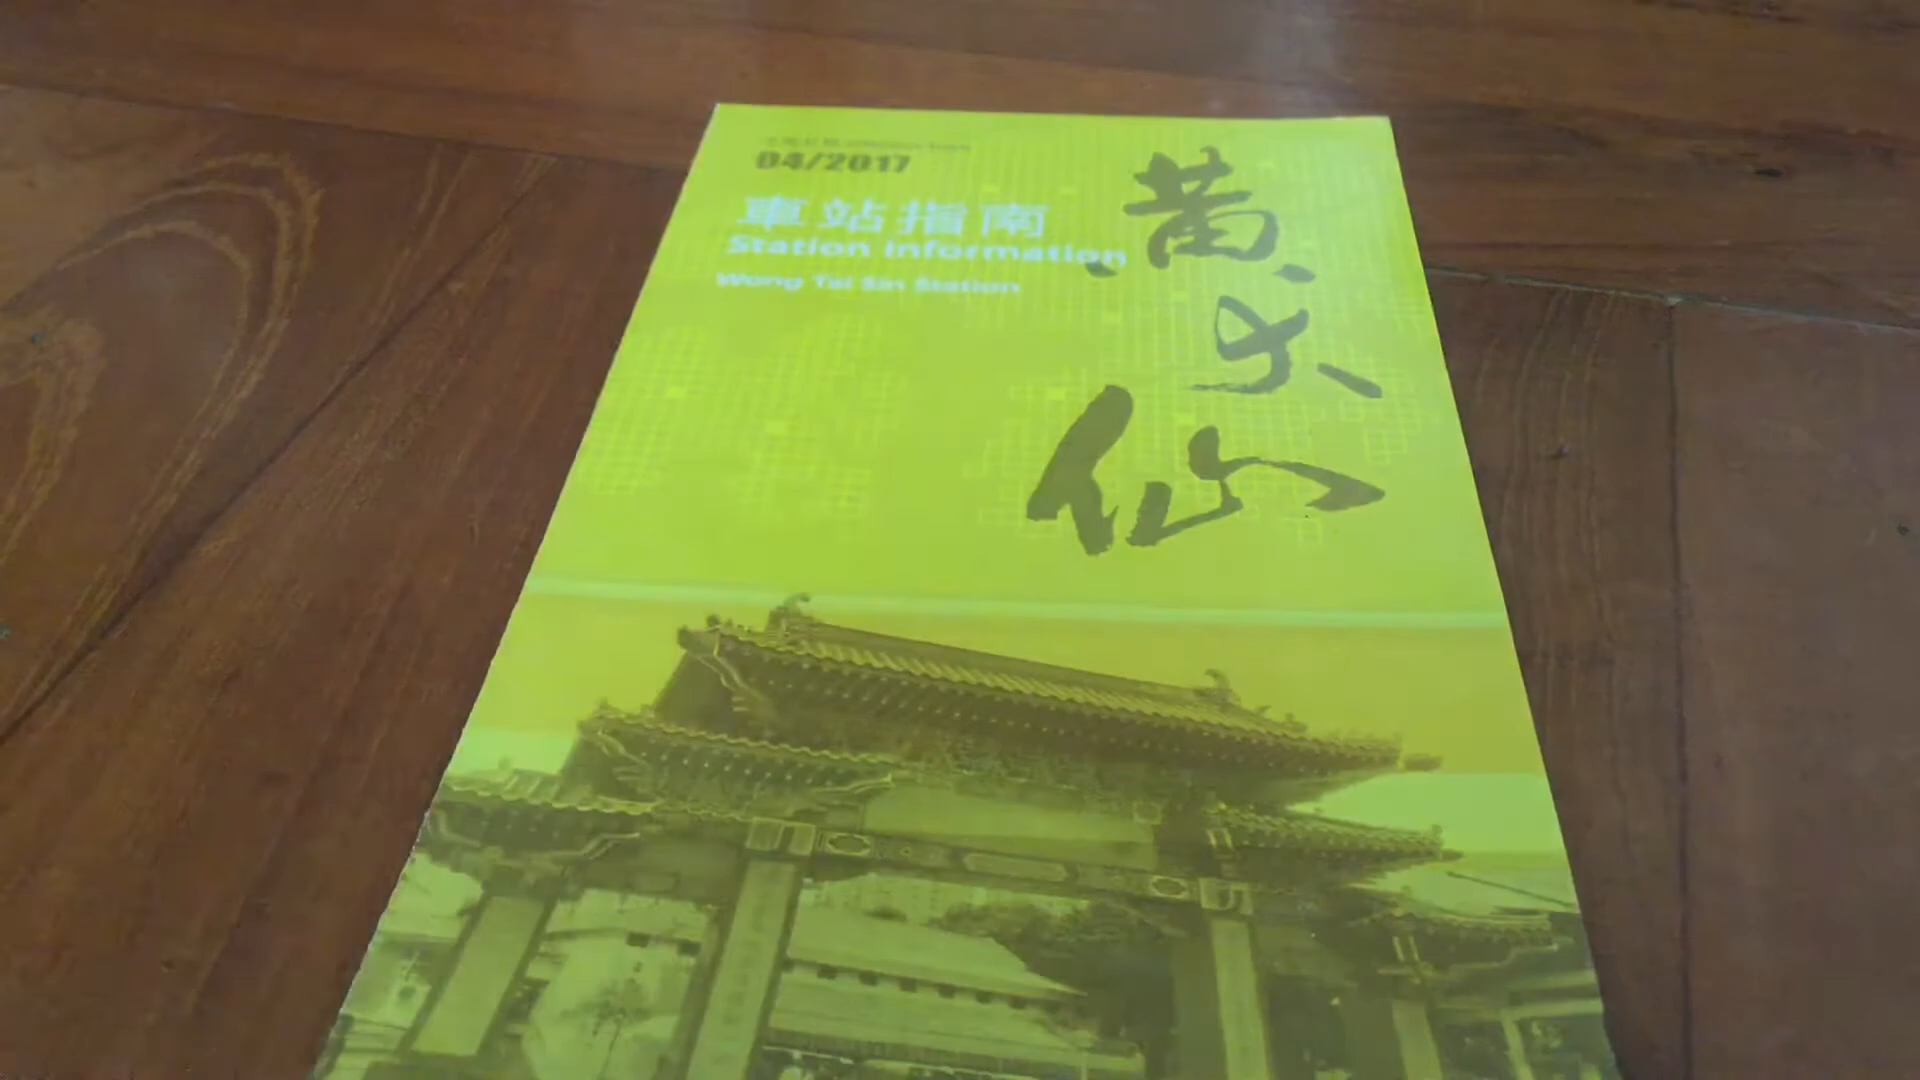 04/2017
車站指南
Station Information
Wong Tai Sin Station
黃大仙